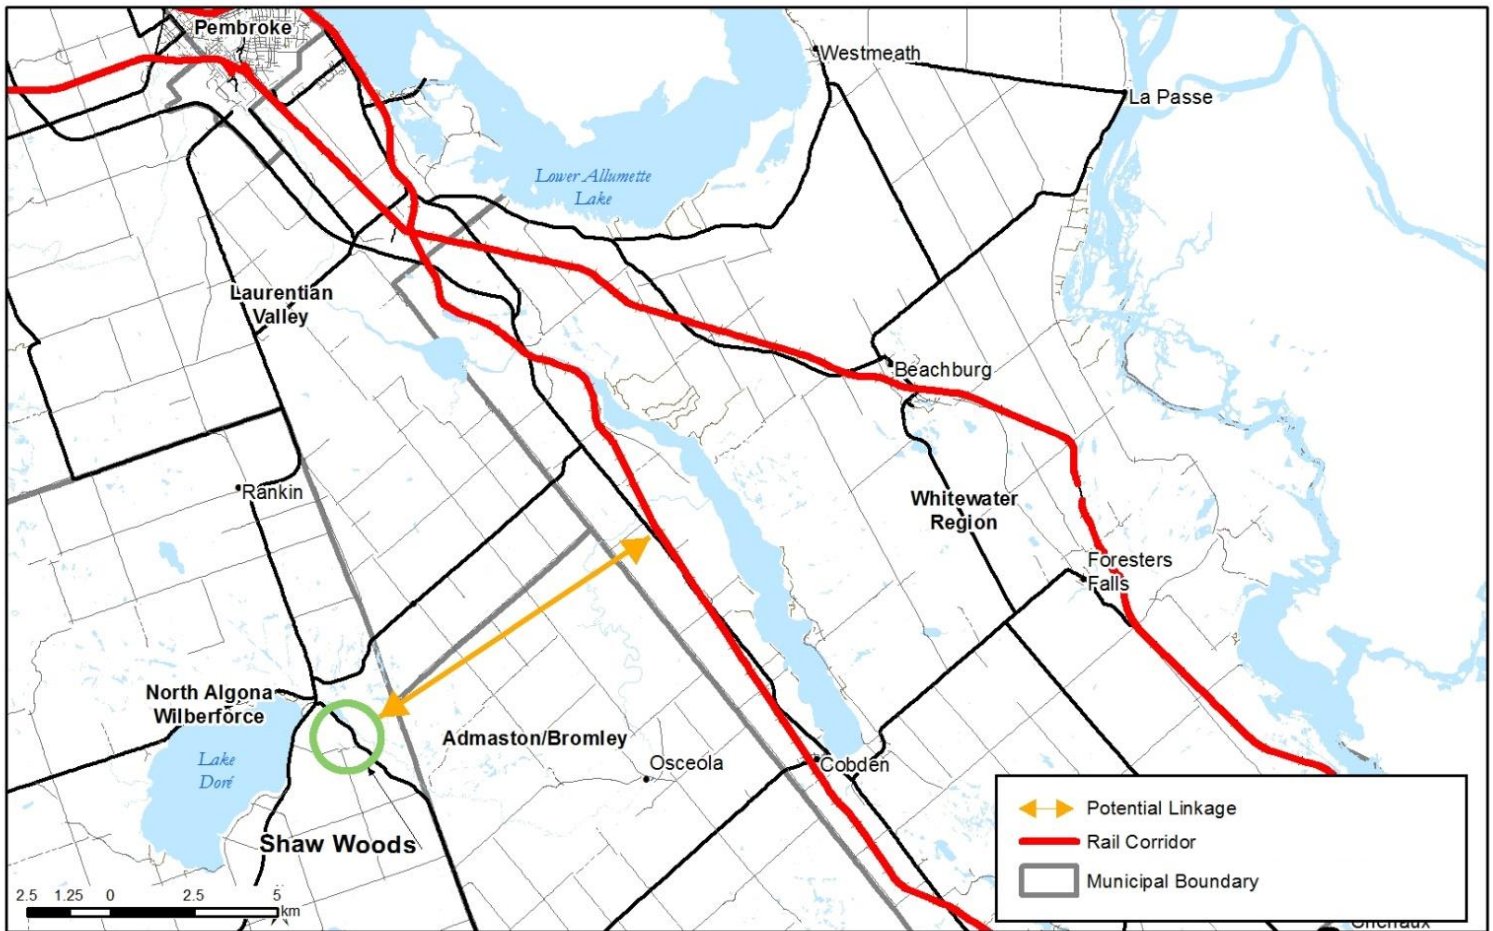 Pembroke
Westmeath
La Passe
Lower Allumette
Lake
Laurentian
Valley
Beachburg
Rankin
Whitewater
Region
Foresters
Falls
North Algona
Wilberforce
Lake
Doré
Admaston/Bromley
Osceola
Cobden
Shaw Woods
Potential Linkage
Rail Corridor
Municipal Boundary
2.5 1.25 0 2.5 5
km